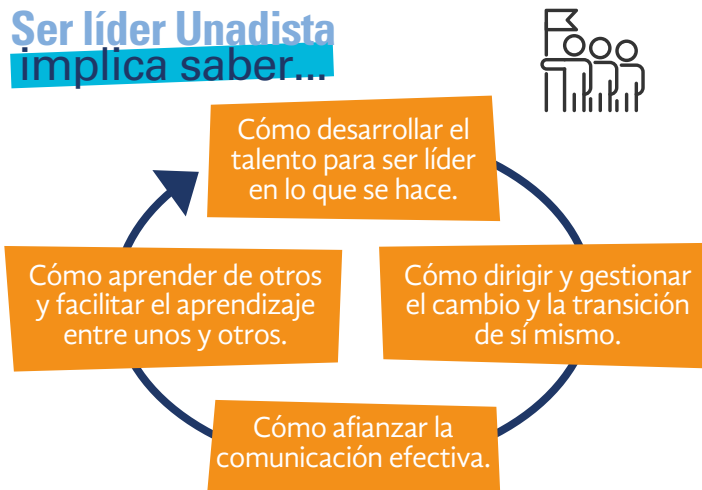 Ser líder Unadista
implica saber...
Cómo desarrollar el
talento para ser líder
en lo que se hace.
Cómo dirigir y gestionar
el cambio y la transición
de sí mismo.
Cómo afianzar la
comunicación efectiva.
Cómo aprender de otros
y facilitar el aprendizaje
entre unos y otros.